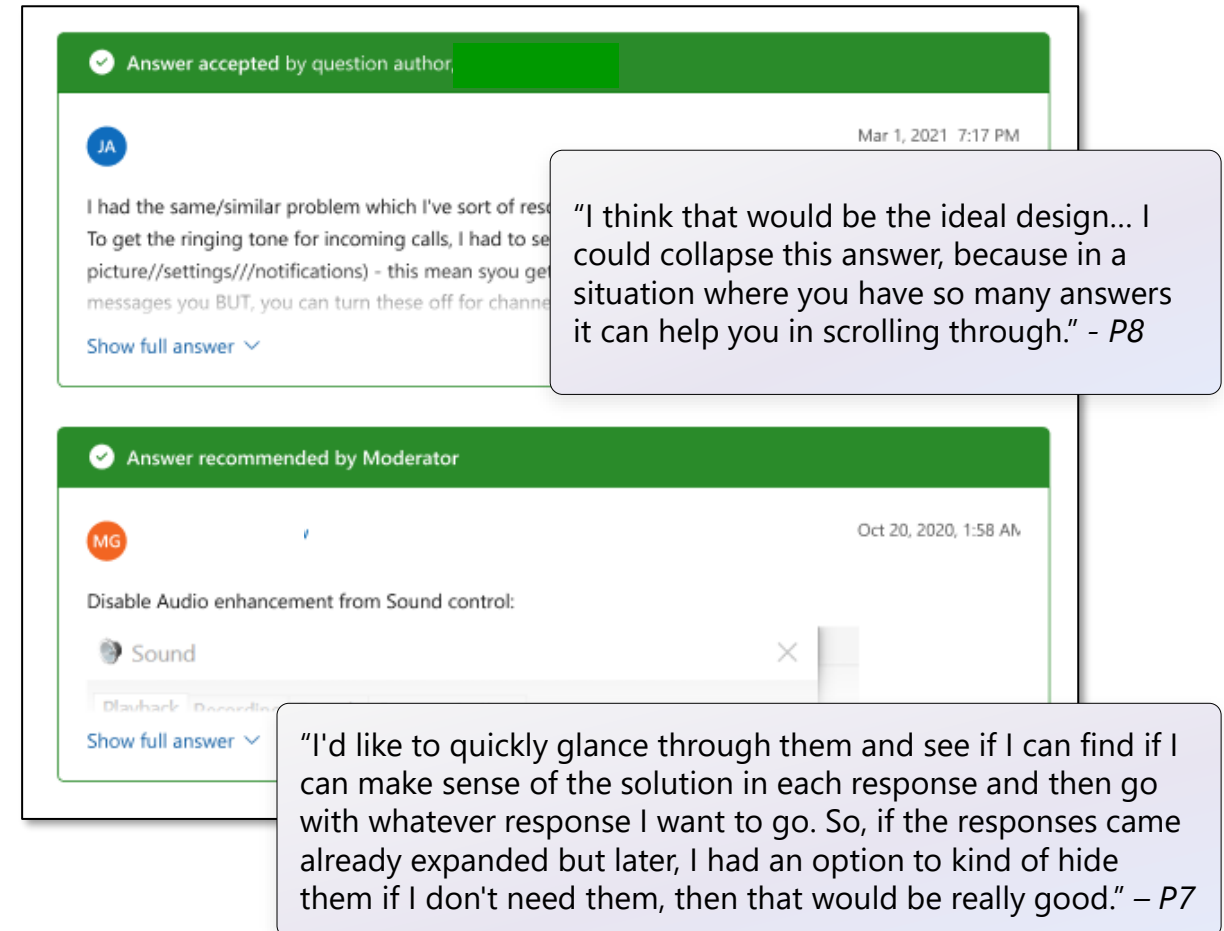 Answer accepted by question author,
JA
Mar 1, 2021 7:17 PM
I had the same/similar problem which I've sort of
To get the ringing tone for incoming calls, I had to
picture//settings///notifications) - this mean syou
messages you BUT, you can turn these off for
Show full answer
“I think that would be the ideal design... I
could collapse this answer, because in a
situation where you have so many answers
it can help you in scrolling through.” - P8
Answer recommended by Moderator
MG
Oct 20, 2020, 1:58 AM
Disable Audio enhancement from Sound control:
Sound
Playback
Show full answer
“I'd like to quickly glance through them and see if I can find if I
can make sense of the solution in each response and then go
with whatever response I want to go. So, if the responses came
already expanded but later, I had an option to kind of hide
them if I don't need them, then that would be really good.” – P7